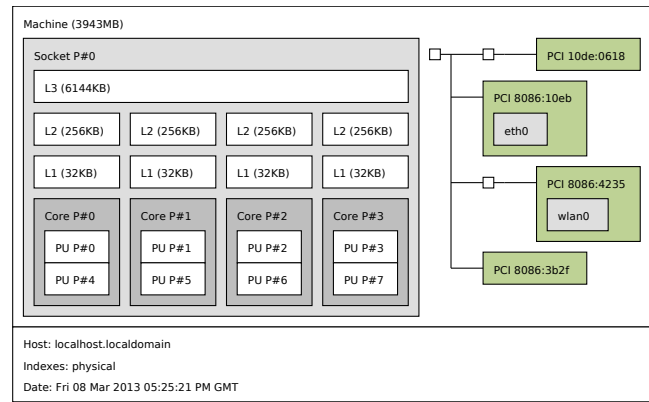 Machine (3943MB)
Socket P#0
L3 (6144KB)
L2 (256KB) L2 (256KB) L2 (256KB) L2 (256KB)
L1 (32KB) L1 (32KB) L1 (32KB) L1 (32KB)
Core P#0 Core P#1 Core P#2 Core P#3
PU P#0 PU P#1 PU P#2 PU P#3
PU P#4 PU P#5 PU P#6 PU P#7
PCI 10de:0618
PCI 8086:10eb
eth0
PCI 8086:4235
wlan0
PCI 8086:3b2f
Host: localhost.localdomain
Indexes: physical
Date: Fri 08 Mar 2013 05:25:21 PM GMT